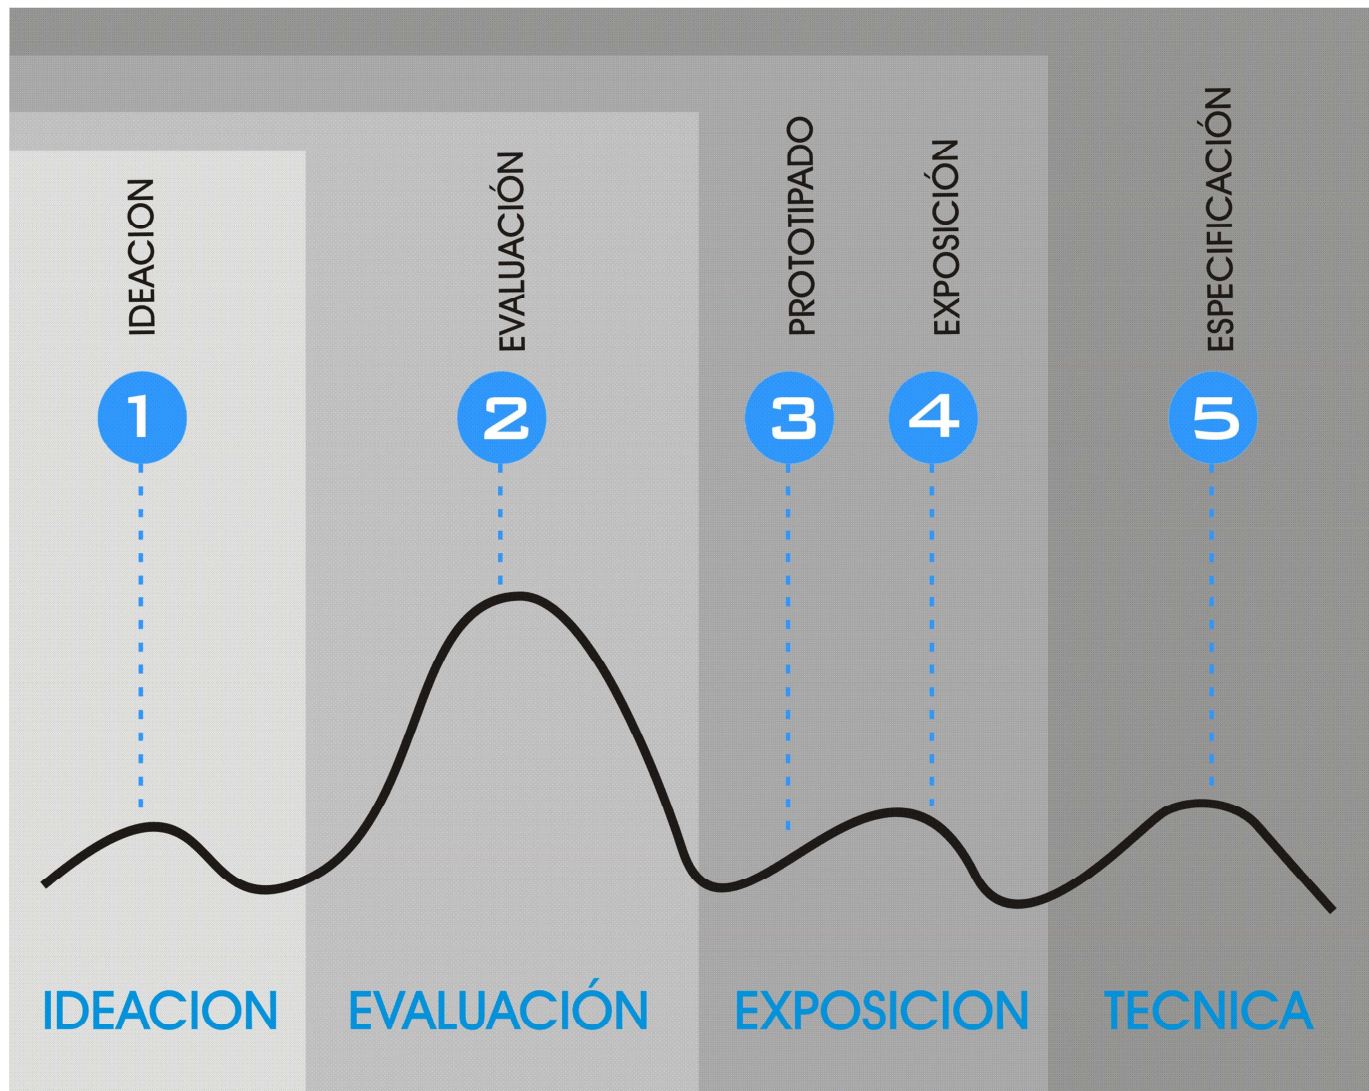 IDEACION
EVALUACIÓN
PROTOTIPADO
EXPOSICIÓN
ESPECIFICACIÓN
1
2
3
4
5
IDEACION
EVALUACIÓN
EXPOSICION
TECNICA